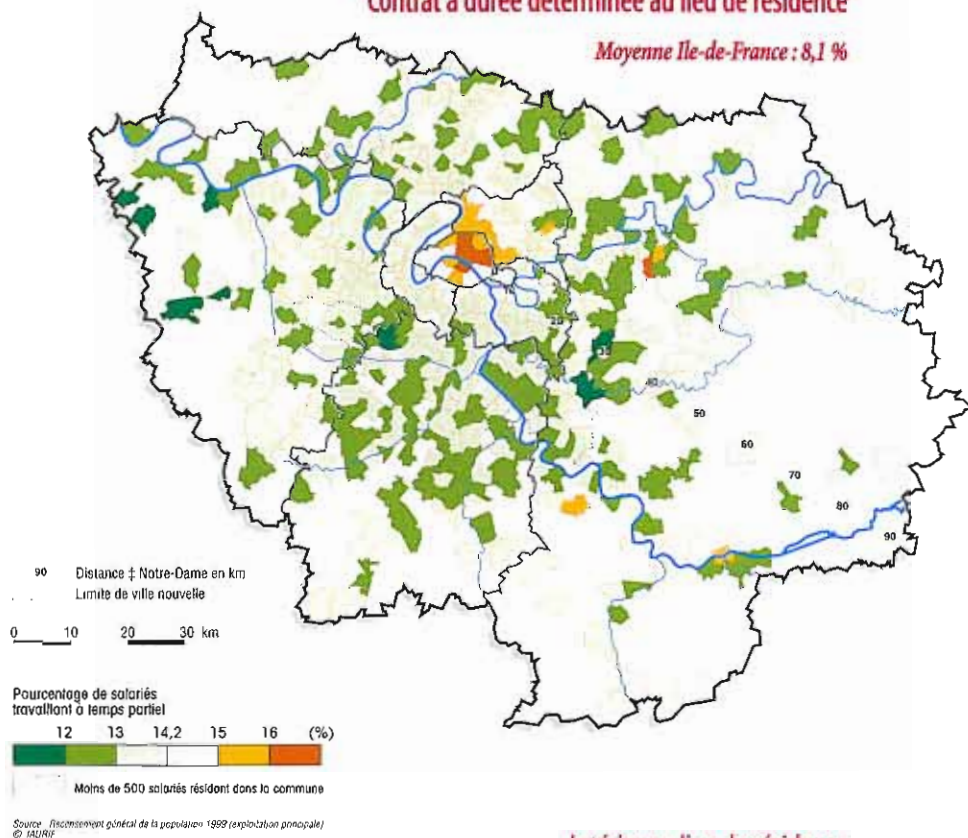 Contrat à durée déterminée au lieu de résidence
Moyenne Ile-de-France : 8,1 %
20
30
40
50
60
70
80
90
90 Distance ‡ Notre-Dame en km
Limite de ville nouvelle
0 10 20 30 km
Pourcentage de salariés
travaillant à temps partiel
12 13 14,2 15 16 (%)
Moins de 500 salariés résidant dans la commune
Source : Recensement général de la population 1999 (exploitation principale)
© IAURIF